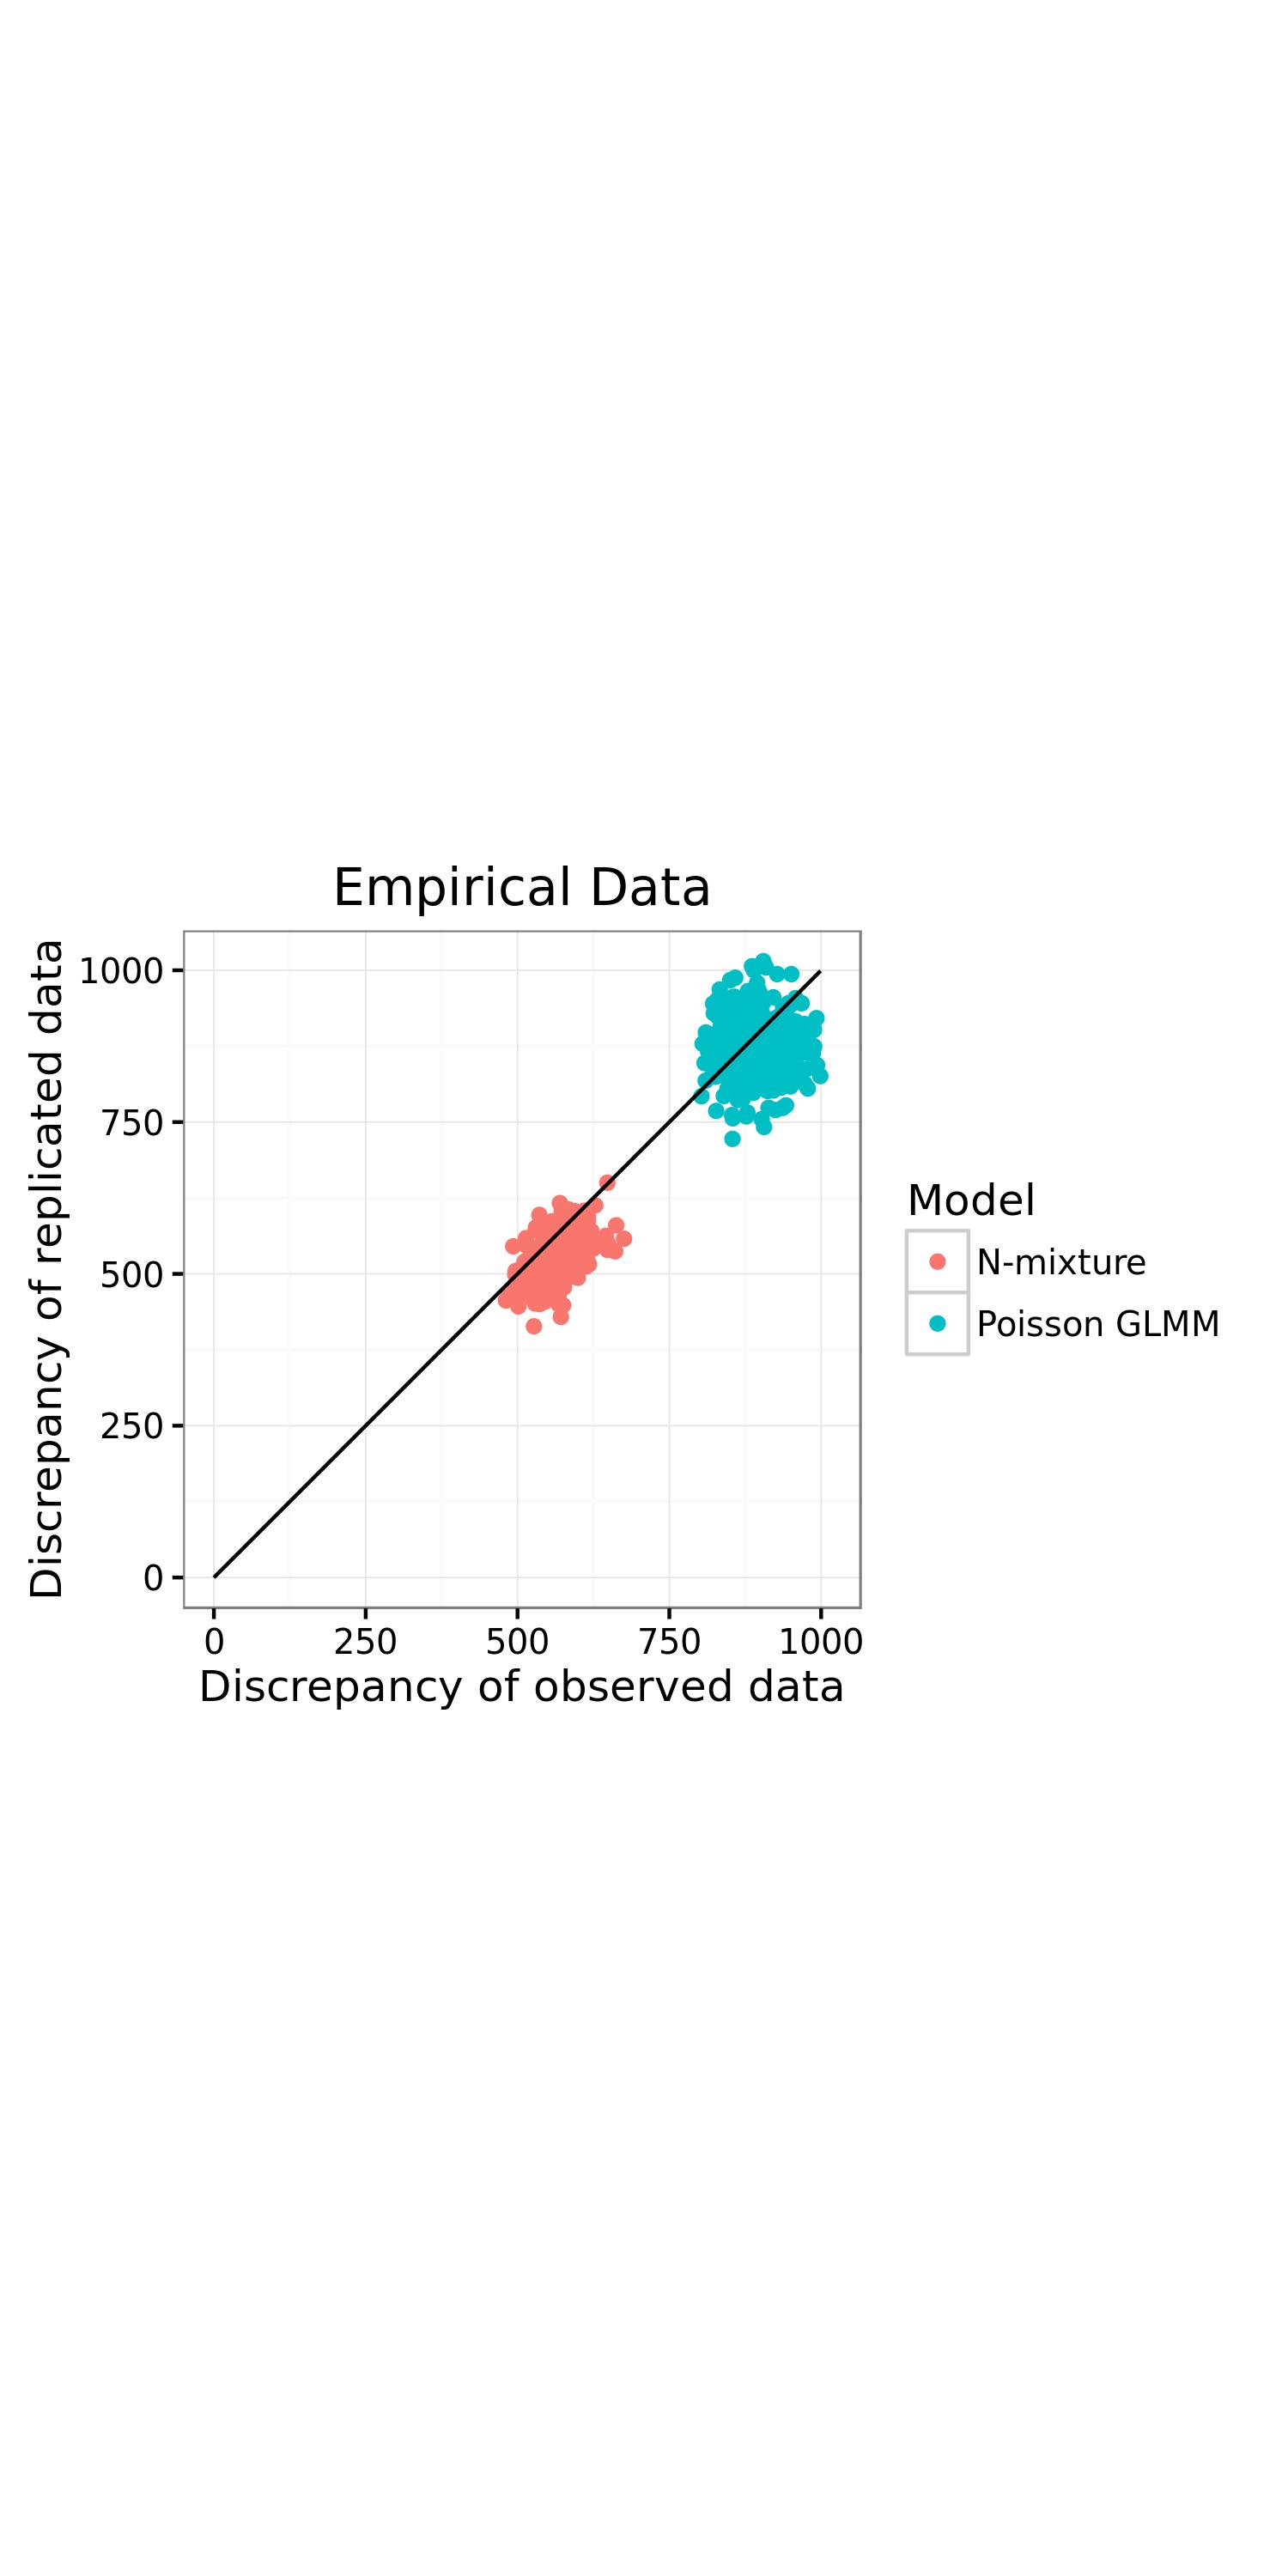 Empirical Data
Discrepancy of replicated data
1000
750
500
250
0
0 250 500 750 1000
Discrepancy of observed data
Model
N-mixture
Poisson GLMM